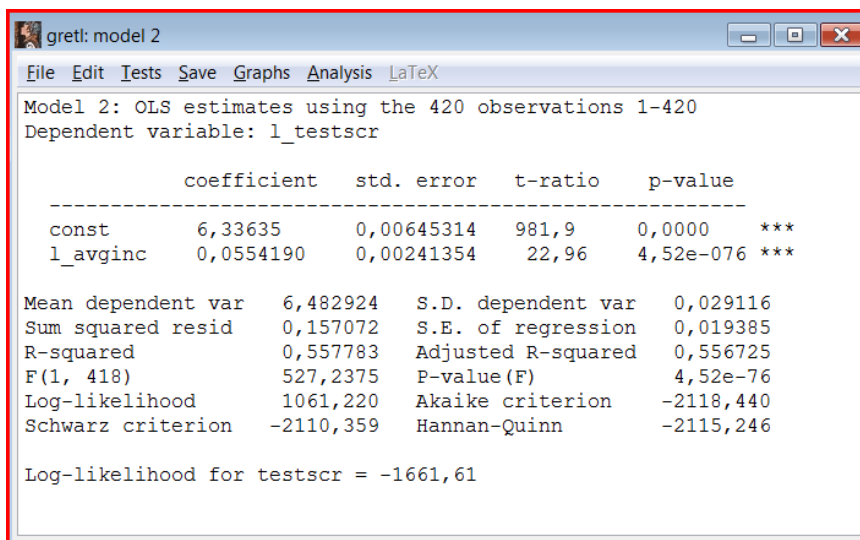 gretl: model 2
File Edit Tests Save Graphs Analysis LaTeX
Model 2: OLS estimates using the 420 observations 1-420
Dependent variable: l_testscr
coefficient std. error t-ratio p-value
---------------------------------------------------------
const 6,33635 0,00645314 981,9 0,0000 ***
l_avginc 0,0554190 0,00241354 22,96 4,52e-076 ***
Mean dependent var 6,482924 S.D. dependent var 0,029116
Sum squared resid 0,157072 S.E. of regression 0,019385
R-squared 0,557783 Adjusted R-squared 0,556725
F(1, 418) 527,2375 P-value(F) 4,52e-76
Log-likelihood 1061,220 Akaike criterion -2118,440
Schwarz criterion -2110,359 Hannan-Quinn -2115,246
Log-likelihood for testscr = -1661,61